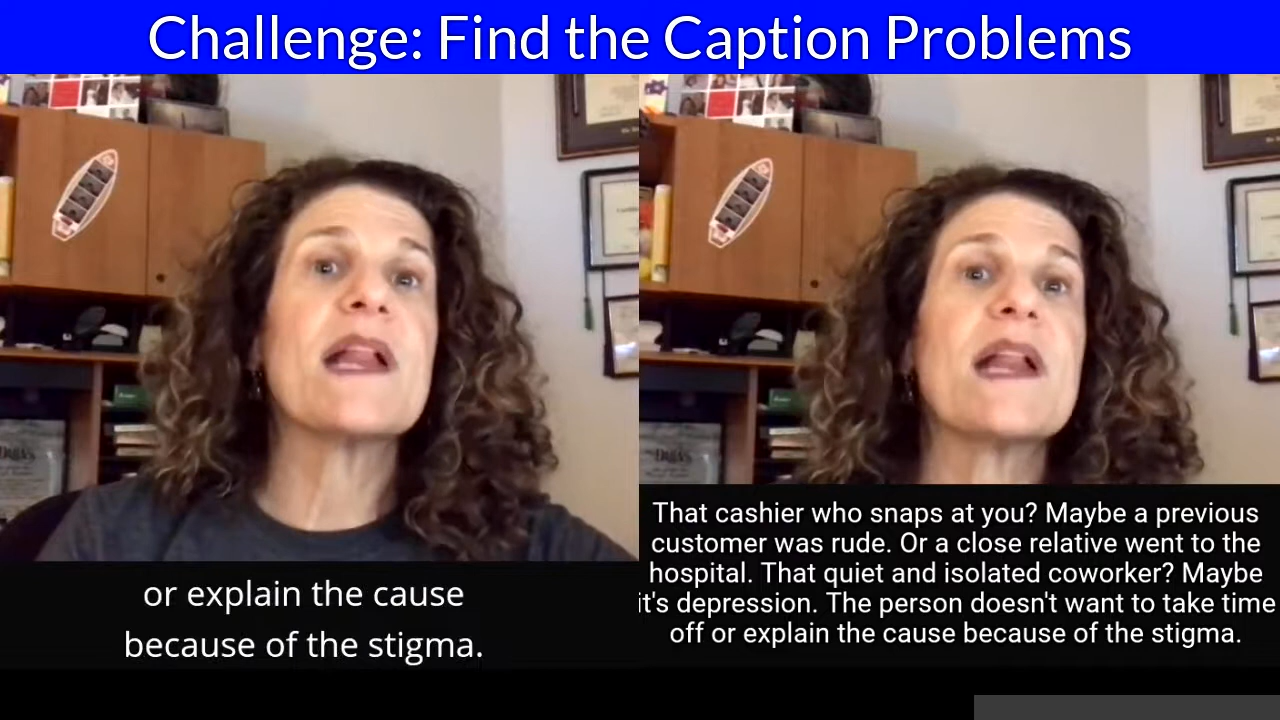 Challenge: Find the Caption Problems
or explain the cause
because of the stigma.
That cashier who snaps at you? Maybe a previous
customer was rude. Or a close relative went to the
hospital. That quiet and isolated coworker? Maybe
it's depression. The person doesn't want to take time
off or explain the cause because of the stigma.